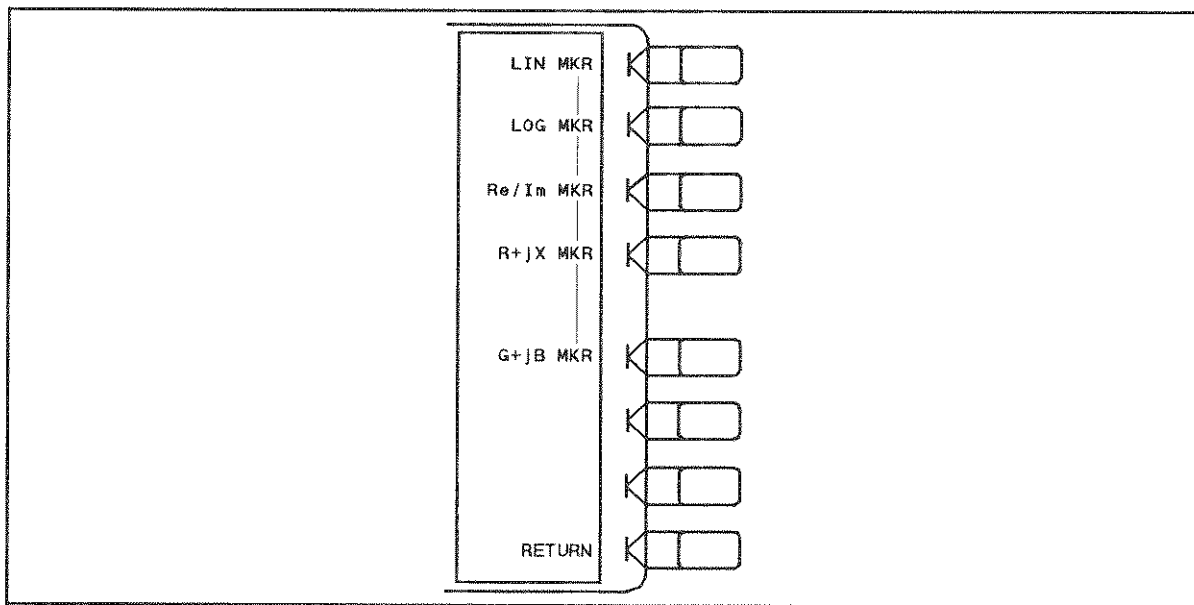 LIN MKR
LOG MKR
Re/Im MKR
R+jX MKR
G+jB MKR
RETURN